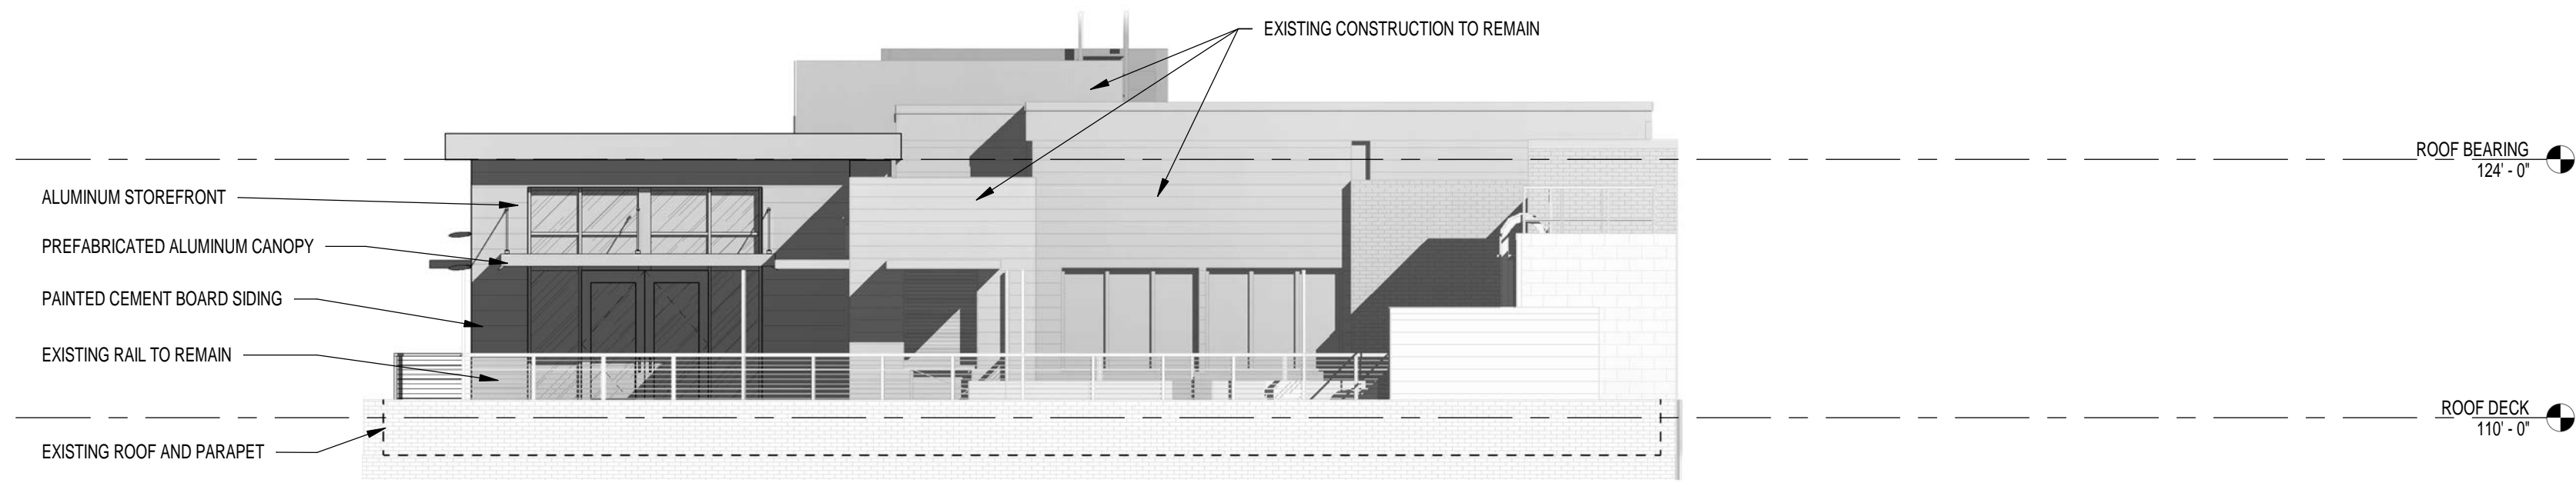 EXISTING CONSTRUCTION TO REMAIN
ROOF BEARING
124' - 0"
ALUMINUM STOREFRONT
PREFABRICATED ALUMINUM CANOPY
PAINTED CEMENT BOARD SIDING
EXISTING RAIL TO REMAIN
ROOF DECK
110' - 0"
EXISTING ROOF AND PARAPET